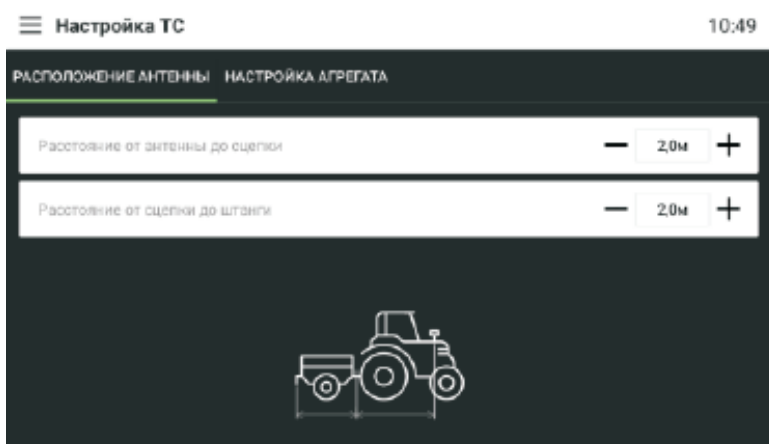 Настройка ТС 10:49
РАСПОЛОЖЕНИЕ АНТЕННЫ НАСТРОЙКА АГРЕГАТА
Расстояние от антенны до сцепки 2,0м
Расстояние от сцепки до штанги 2,0м